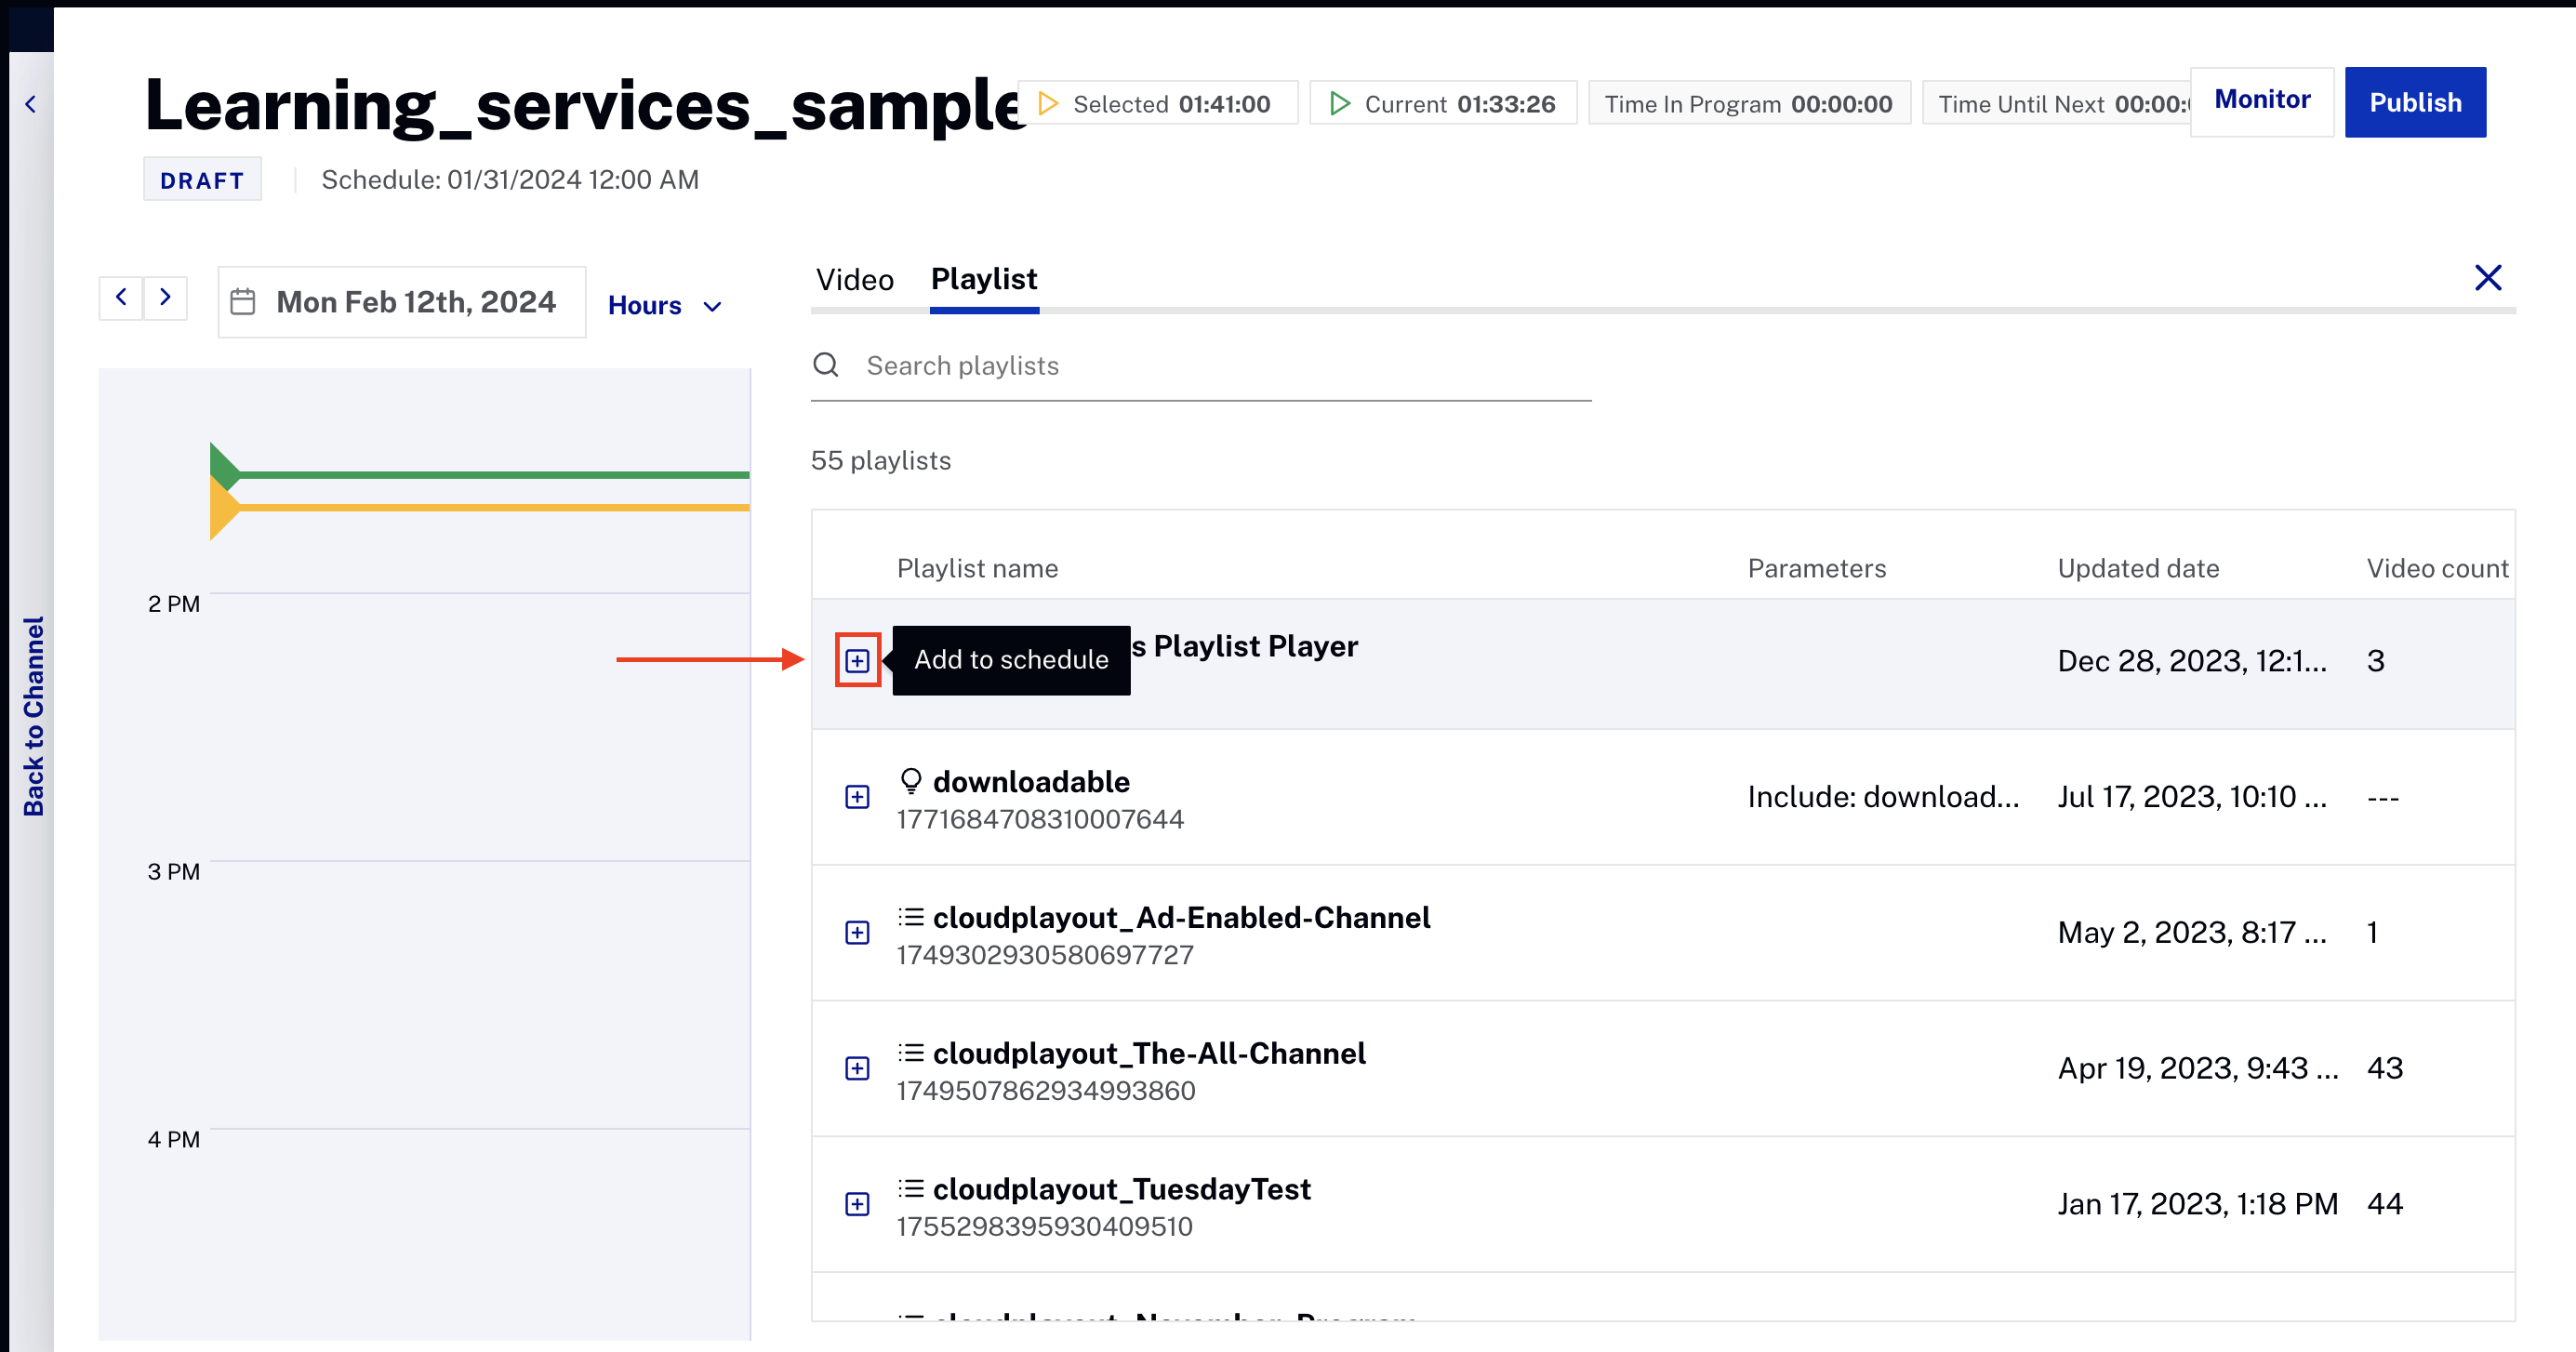 Learning_services_sample
Selected 01:41:00
Current 01:33:26
Time In Program 00:00:00
Time Until Next 00:00:
Monitor
Publish
DRAFT
Schedule: 01/31/2024 12:00 AM
Back to Channel
Mon Feb 12th, 2024
Hours
2 PM
3 PM
4 PM
Video
Playlist
Search playlists
55 playlists
Playlist name Parameters Updated date Video count
Add to schedule
s Playlist Player
Dec 28, 2023, 12:1... 3
downloadable
1771684708310007644
Include: download... Jul 17, 2023, 10:10 ... ---
cloudplayout_Ad-Enabled-Channel
1749302930580697727
May 2, 2023, 8:17 ... 1
cloudplayout_The-All-Channel
1749507862934993860
Apr 19, 2023, 9:43 ... 43
cloudplayout_TuesdayTest
1755298395930409510
Jan 17, 2023, 1:18 PM 44
cloudplayout_November_Program